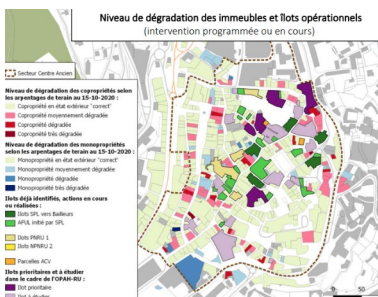 Niveau de dégradation des immeubles et îlots opérationnels
(intervention programmée ou en cours)
Secteur Centre Ancien
Niveau de dégradation des copropriétés selon
les arpentages de terain au 15-10-2020 :
Copropriété en état extérieur "correct"
Copropriété moyennement dégradée
Copropriété dégradée
Copropriété très dégradée
Niveau de dégradation des monopropriétés
selon les arpentages de terain au 15-10-2020 :
Monopropriété en état extérieur "correct"
Monopropriété moyennement dégradée
Monopropriété dégradée
Monopropriété très dégradée
Ilots déjà identifiés, actions en cours
ou réalisées :
Ilots SPL vers Bailleurs
APUL initié par SPL
Ilots PNRU 1
Ilots NPNRU 2
Parcelles ACV
Ilots prioritaires et à étudier
dans le cadre de l'OPAH-RU :
Ilot prioritaire
Ilot à étudier
0
50